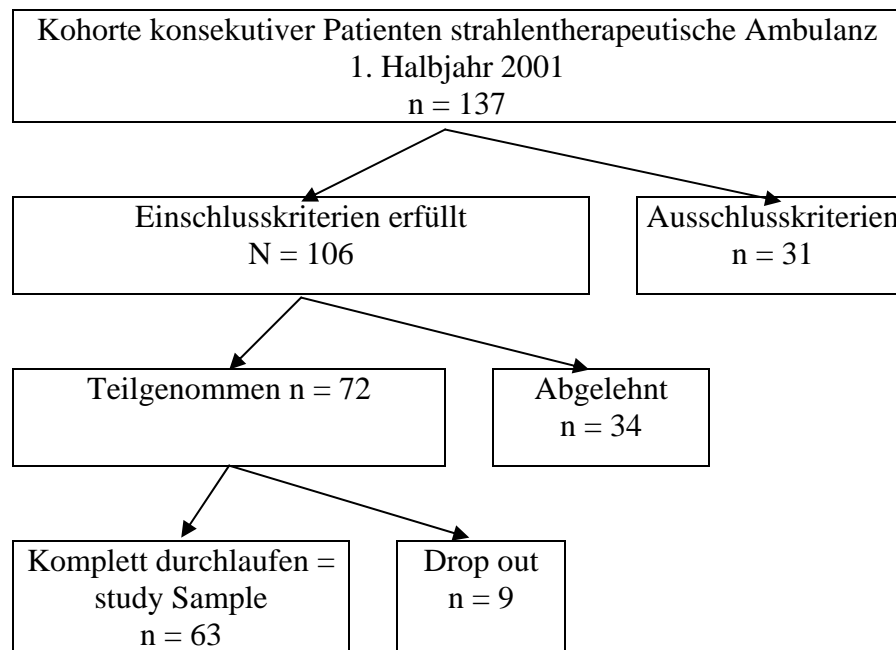 Kohorte konsekutiver Patienten strahlentherapeutische Ambulanz
1. Halbjahr 2001
n = 137
Einschlusskriterien erfüllt
N = 106
Ausschlusskriterien
n = 31
Teilgenommen n = 72
Abgelehnt
n = 34
Komplett durchlaufen =
study Sample
n = 63
Drop out
n = 9